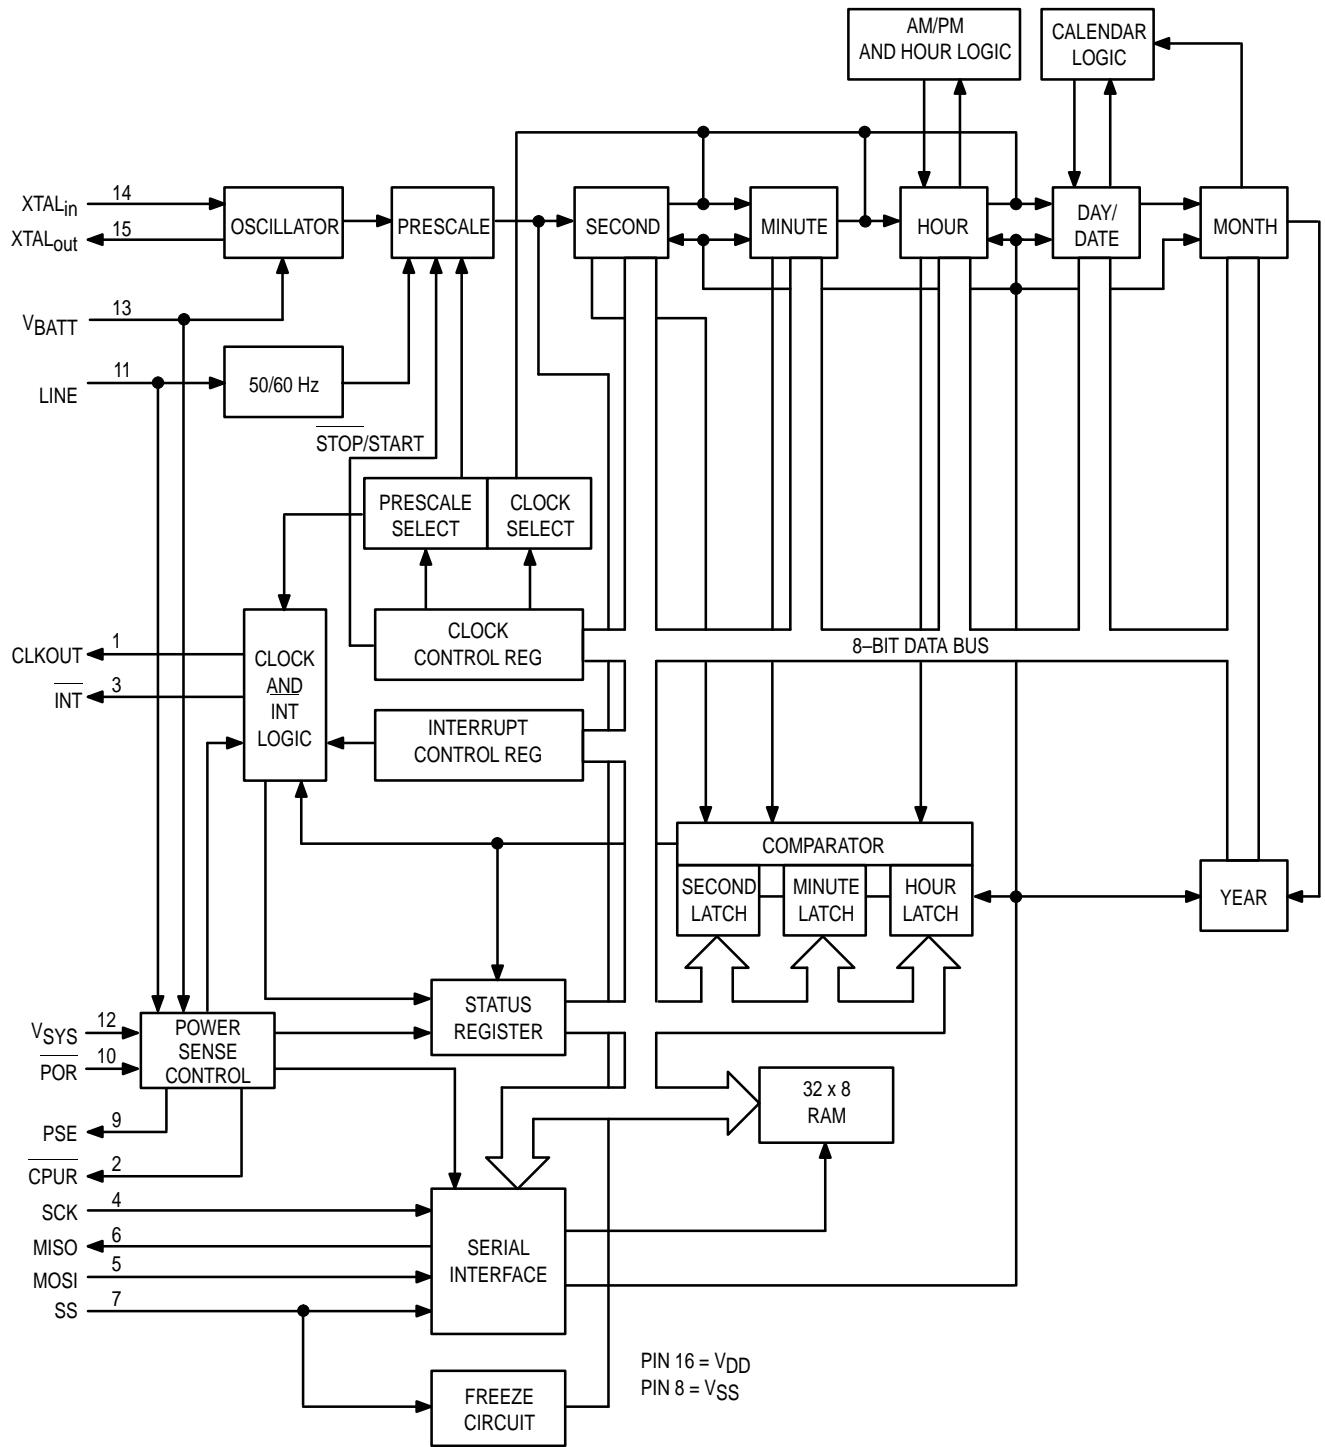 AM/PM
AND HOUR LOGIC
CALENDAR
LOGIC
XTALin
14
XTALout
15
OSCILLATOR
PRESCALE
SECOND
MINUTE
HOUR
DAY/
DATE
MONTH
VBATT
13
LINE
11
50/60 Hz
STOP/START
PRESCALE
SELECT
CLOCK
SELECT
CLOCK
CONTROL REG
8–BIT DATA BUS
CLKOUT
1
INT
3
CLOCK
AND
INT
LOGIC
INTERRUPT
CONTROL REG
COMPARATOR
SECOND
LATCH
MINUTE
LATCH
HOUR
LATCH
YEAR
VSYS
12
POR
10
POWER
SENSE
CONTROL
STATUS
REGISTER
32 x 8
RAM
PSE
9
CPUR
2
SCK
4
MISO
6
MOSI
5
SS
7
SERIAL
INTERFACE
FREEZE
CIRCUIT
PIN 16 = VDD
PIN 8 = VSS